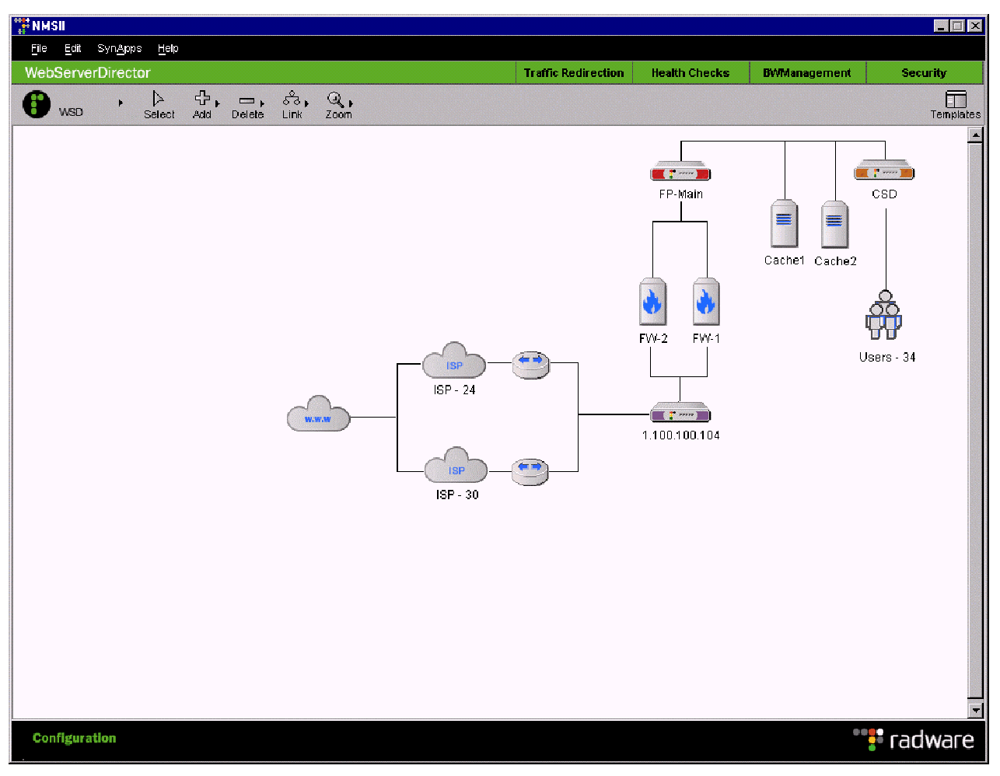 NMSII
File Edit SynApps Help
WebServerDirector Traffic Redirection Health Checks BWManagement Security
WSD Select Add Delete Link Zoom Templates
FP-Main CSD
Cache1 Cache2
FW-2 FW-1
Users - 34
ISP
ISP - 24
w.w.w
1.100.100.104
ISP
ISP - 30
Configuration
radware